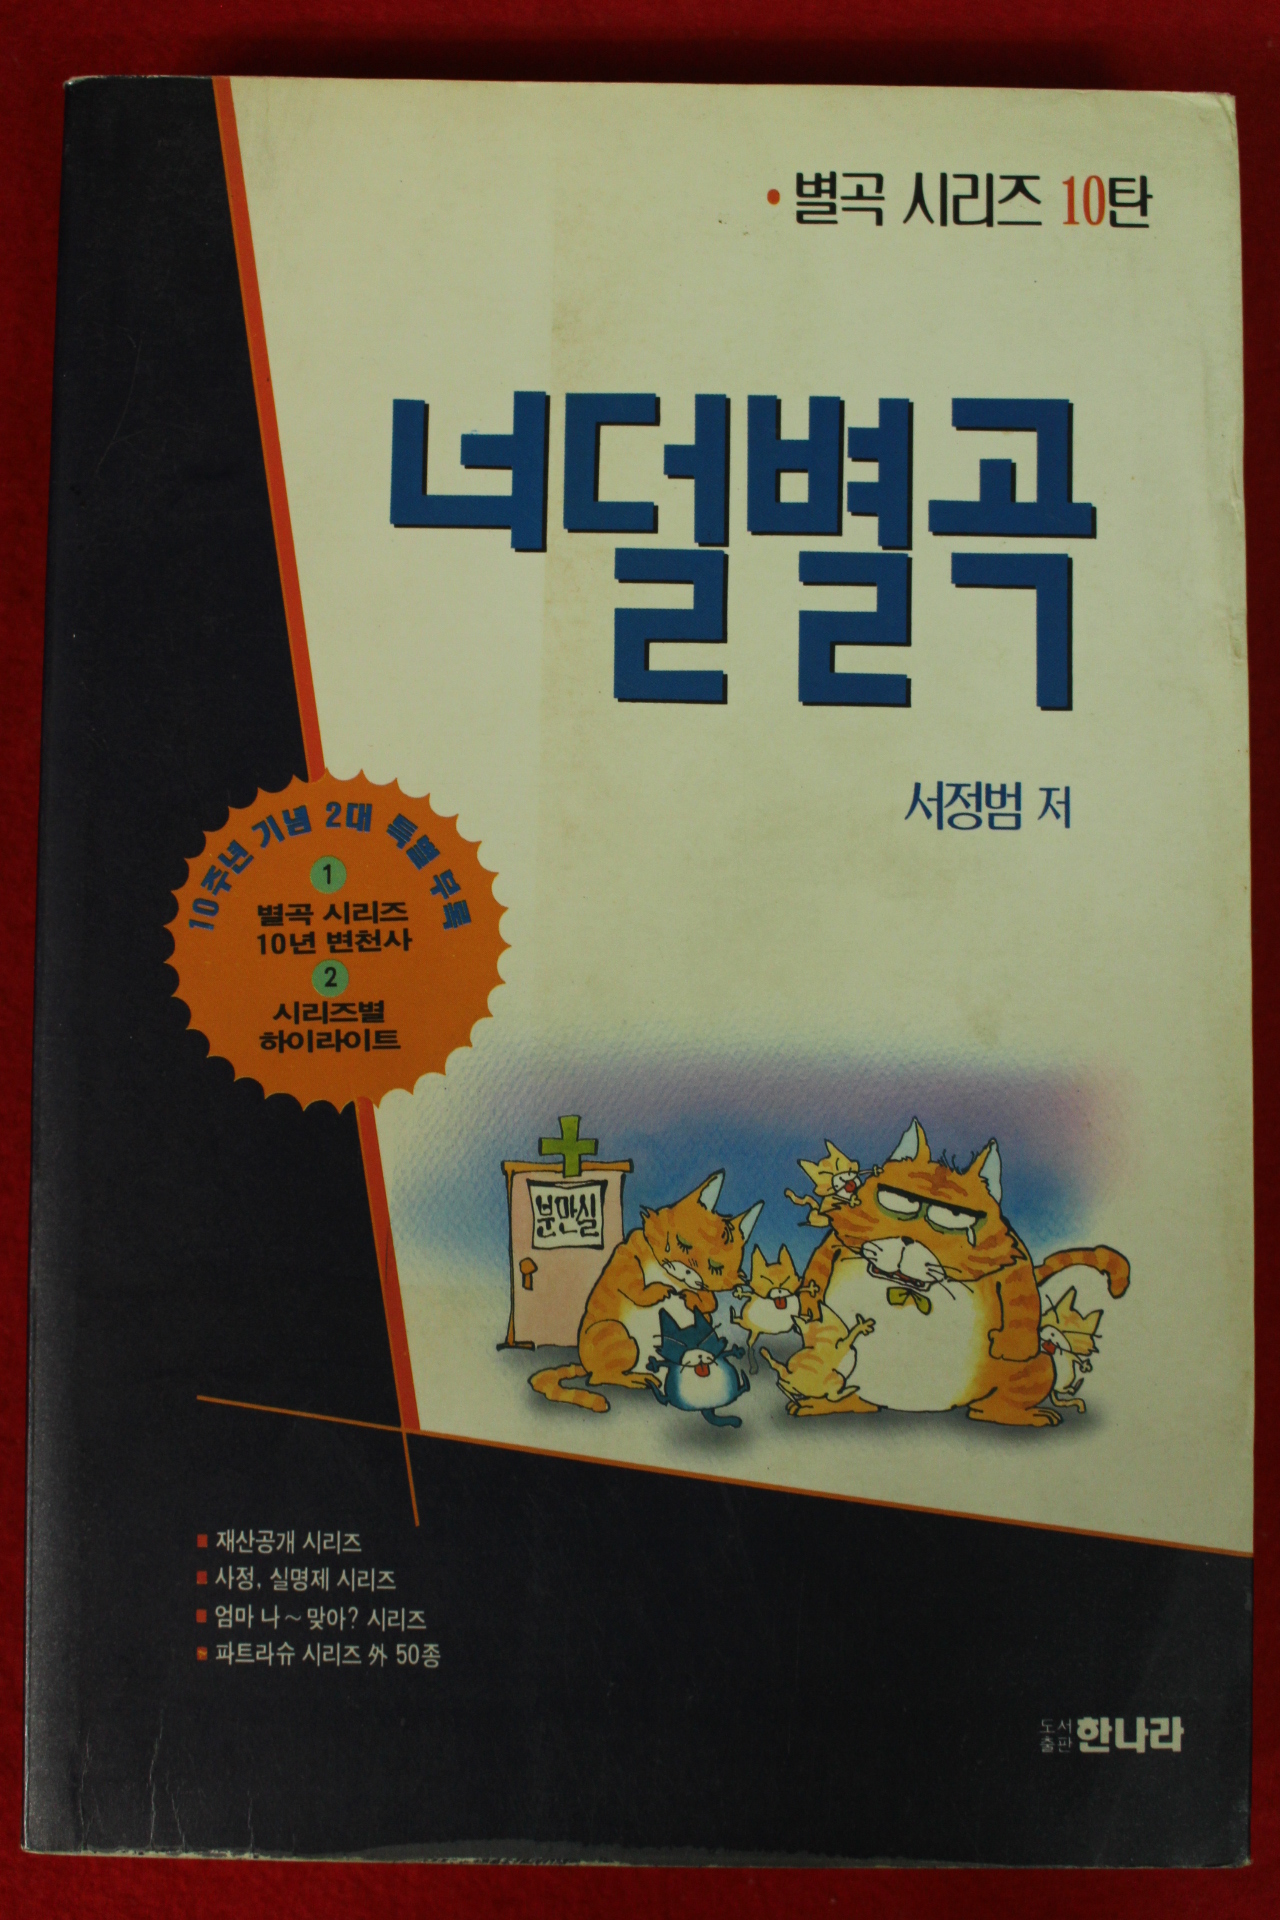 • 별곡 시리즈 10탄
너덜별곡
서정범 저
10주년 기념 2대 특별 부록
1
별곡 시리즈
10년 변천사
2
시리즈별
하이라이트
분만실
■ 재산공개 시리즈
■ 사정, 실명제 시리즈
■ 엄마 나~ 맞아? 시리즈
■ 파트라슈 시리즈 外 50종
도서출판 한나라